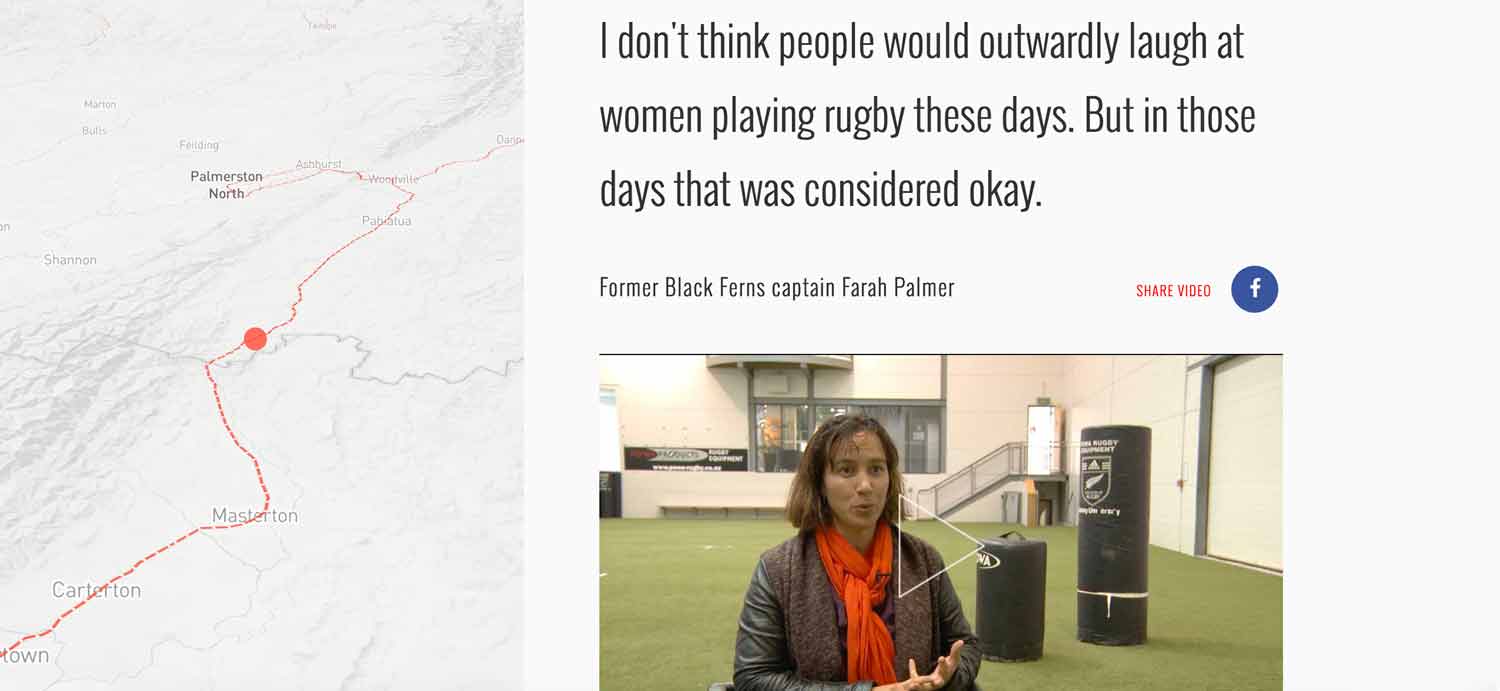 I don't think people would outwardly laugh at
women playing rugby these days. But in those
days that was considered okay.
Former Black Ferns captain Farah Palmer
SHARE VIDEO
f
Marton
Bulls
Feilding
Ashhurst
Palmerston
North
Woodville
Pahiatua
Shannon
Masterton
Carterton
town
PRODUCTS
RUGBY
EQUIPMENT
RUGBY
EQUIPMENT